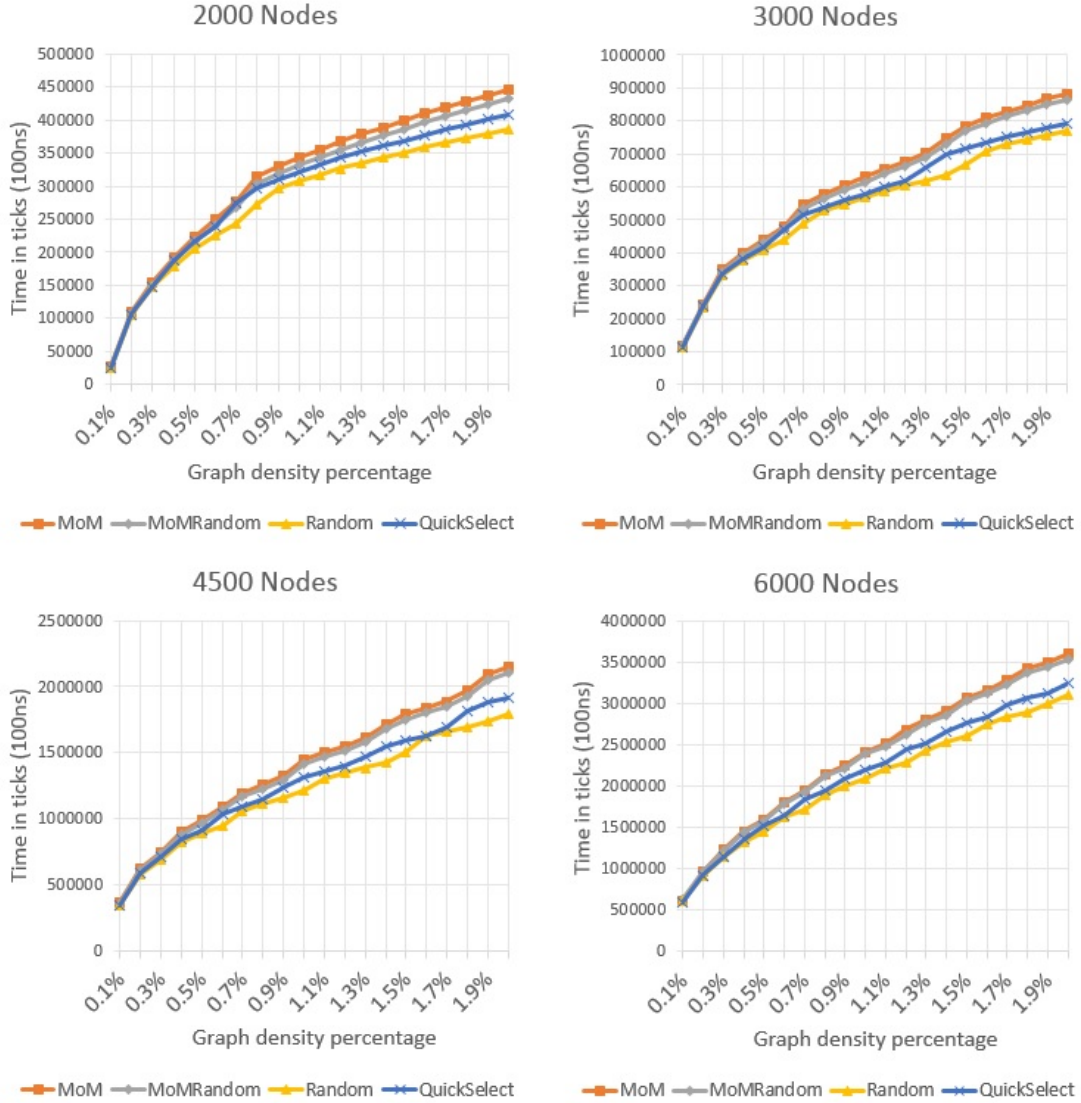 2000 Nodes
Time in ticks (100ns)
500000
450000
400000
350000
300000
250000
200000
150000
100000
50000
0
0.1% 0.3% 0.5% 0.7% 0.9% 1.1% 1.3% 1.5% 1.7% 1.9%
Graph density percentage
MoM MoMRandom Random QuickSelect
3000 Nodes
Time in ticks (100ns)
1000000
900000
800000
700000
600000
500000
400000
300000
200000
100000
0
0.1% 0.3% 0.5% 0.7% 0.9% 1.1% 1.3% 1.5% 1.7% 1.9%
Graph density percentage
MoM MoMRandom Random QuickSelect
4500 Nodes
Time in ticks (100ns)
2500000
2000000
1500000
1000000
500000
0
0.1% 0.3% 0.5% 0.7% 0.9% 1.1% 1.3% 1.5% 1.7% 1.9%
Graph density percentage
MoM MoMRandom Random QuickSelect
6000 Nodes
Time in ticks (100ns)
4000000
3500000
3000000
2500000
2000000
1500000
1000000
500000
0
0.1% 0.3% 0.5% 0.7% 0.9% 1.1% 1.3% 1.5% 1.7% 1.9%
Graph density percentage
MoM MoMRandom Random QuickSelect